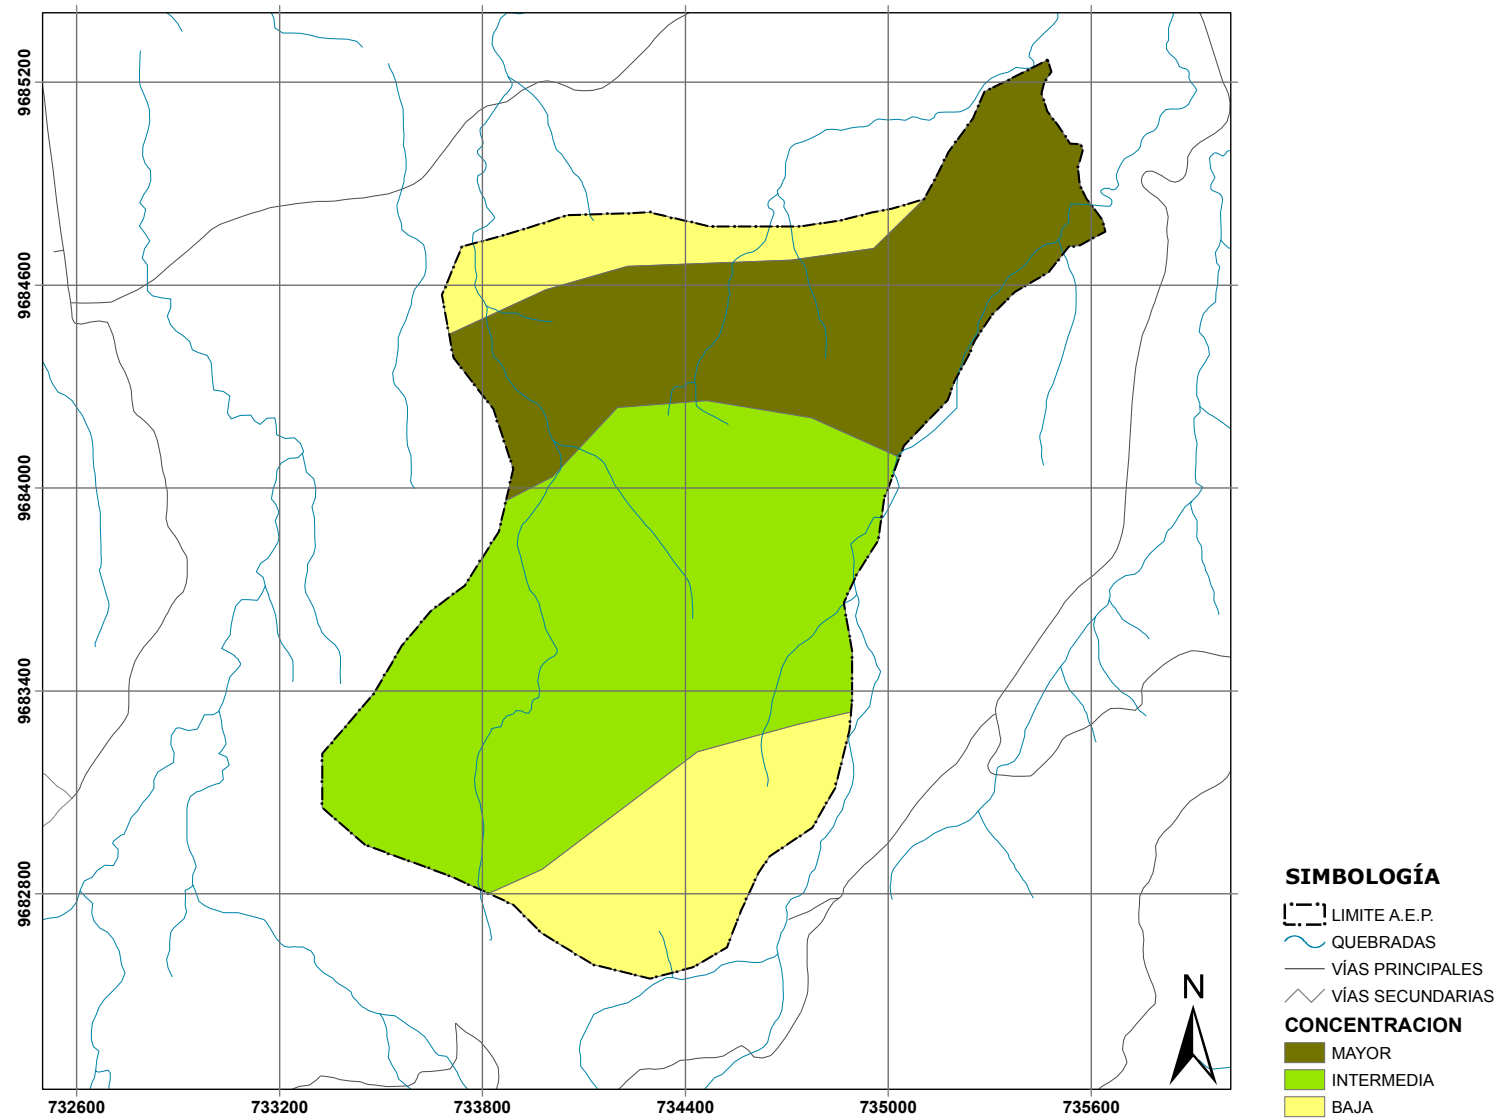 9685200
9684600
9684000
9683400
9682800
732600
733200
733800
734400
735000
735600
N
SIMBOLOGÍA
LIMITE A.E.P.
QUEBRADAS
VÍAS PRINCIPALES
VÍAS SECUNDARIAS
CONCENTRACION
MAYOR
INTERMEDIA
BAJA